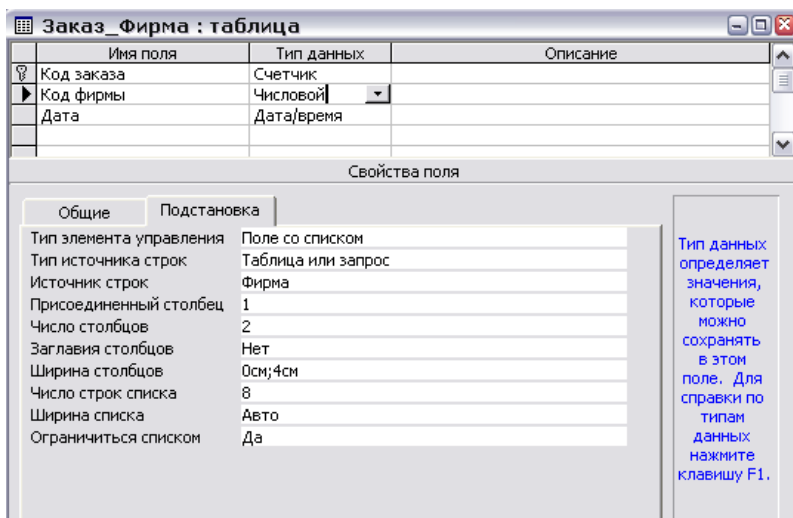 Заказ_Фирма : таблица
Имя поля Тип данных Описание
Код заказа Счетчик
Код фирмы Числовой
Дата Дата/время
Свойства поля
Общие Подстановка
Тип элемента управления Поле со списком
Тип источника строк Таблица или запрос
Источник строк Фирма
Присоединенный столбец 1
Число столбцов 2
Заглавия столбцов Нет
Ширина столбцов 0см;4см
Число строк списка 8
Ширина списка Авто
Ограничиться списком Да
Тип данных
определяет
значения,
которые
можно
сохранять
в этом
поле. Для
справки по
типам
данных
нажмите
клавишу F1.